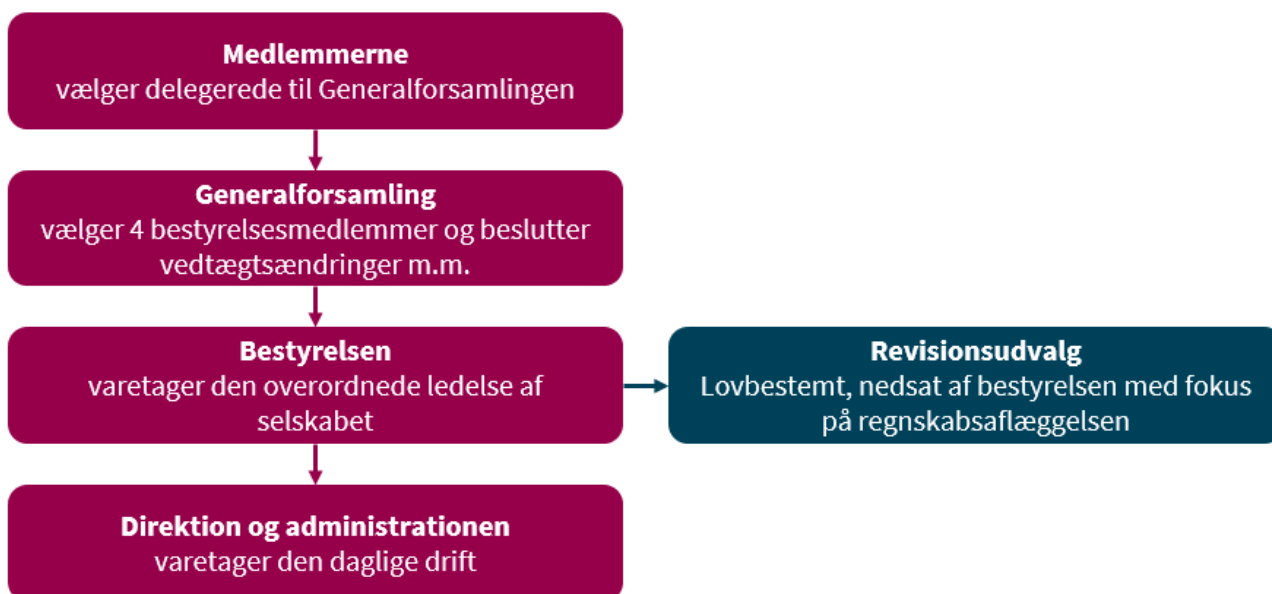 Medlemmerne
vælger delegerede til Generalforsamlingen
Generalforsamling
vælger 4 bestyrelsesmedlemmer og beslutter
vedtægtsændringer m.m.
Bestyrelsen
varetager den overordnede ledelse af
selskabet
Revisionsudvalg
Lovbestemt, nedsat af bestyrelsen med fokus
på regnskabsaflæggelsen
Direktion og administrationen
varetager den daglige drift